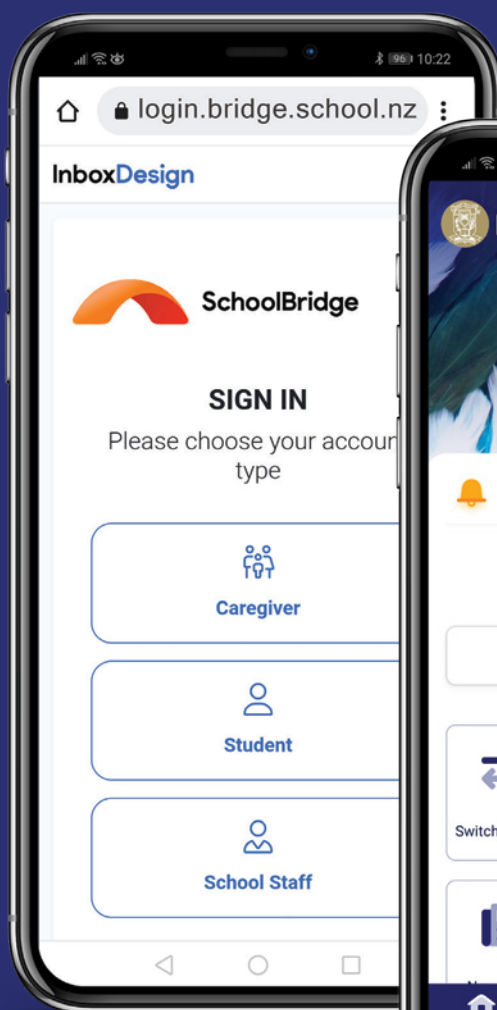 96 10:22
login.bridge.school.nz
InboxDesign
SchoolBridge
SIGN IN
Please choose your accoun
type
Caregiver
Student
School Staff
Switch